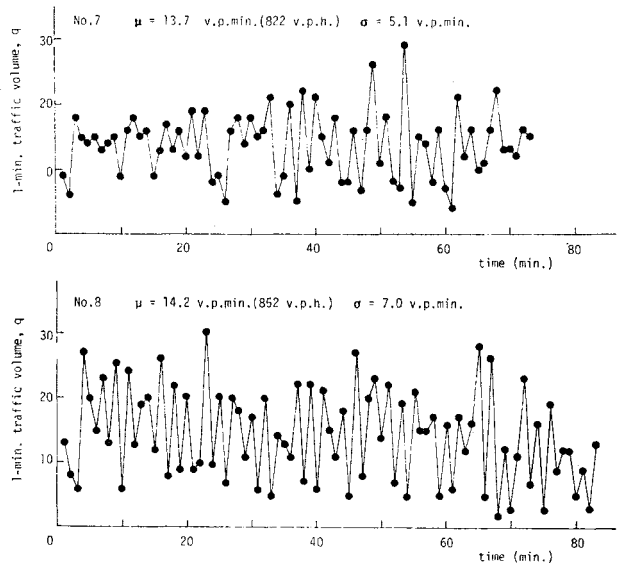 No.7 μ = 13.7 v.p.min.(822 v.p.h.) σ = 5.1 v.p.min.
1-min. traffic volume, q
30
20
0
0 20 40 60 80
time (min.)
No.8 μ = 14.2 v.p.min.(852 v.p.h.) σ = 7.0 v.p.min.
1-min. traffic volume, q
30
20
10
0 20 40 60 80
time (min.)